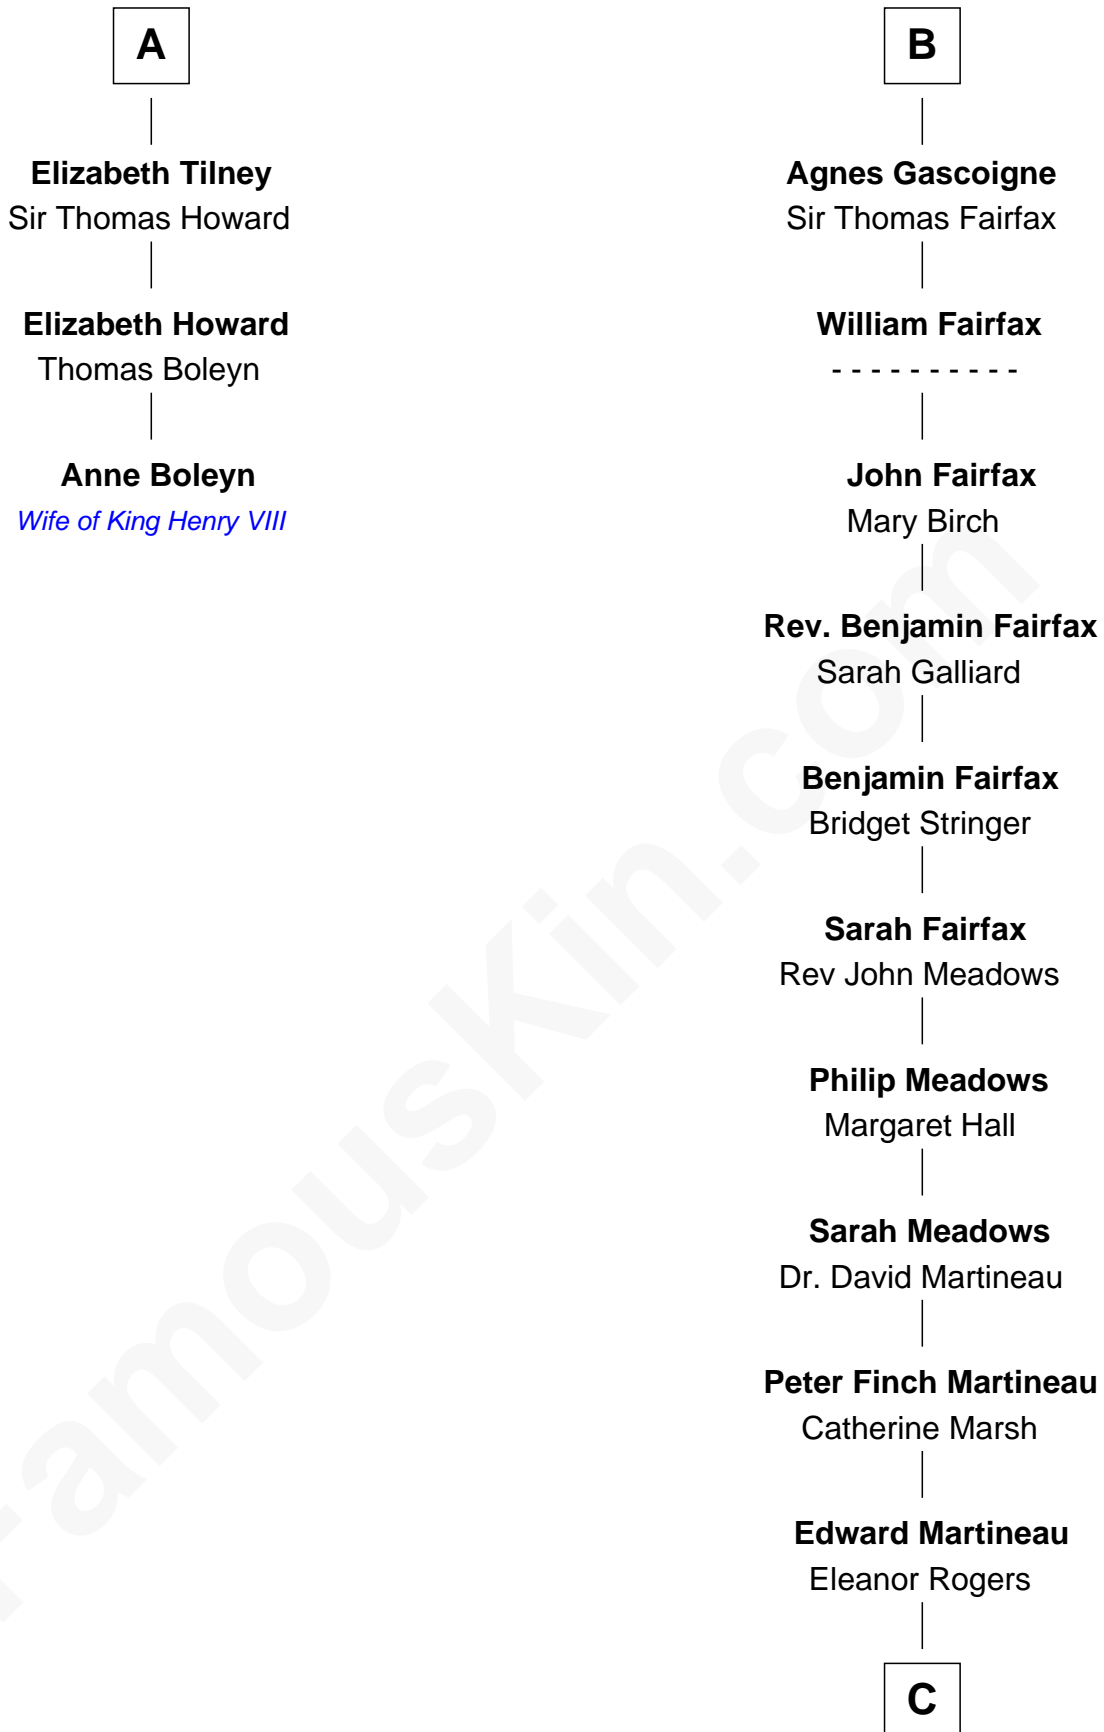 A
Elizabeth Tilney
Sir Thomas Howard
Elizabeth Howard
Thomas Boleyn
Anne Boleyn
Wife of King Henry VIII
B
Agnes Gascoigne
Sir Thomas Fairfax
William Fairfax
- - - - - - - - - -
John Fairfax
Mary Birch
Rev. Benjamin Fairfax
Sarah Galliard
Benjamin Fairfax
Bridget Stringer
Sarah Fairfax
Rev John Meadows
Philip Meadows
Margaret Hall
Sarah Meadows
Dr. David Martineau
Peter Finch Martineau
Catherine Marsh
Edward Martineau
Eleanor Rogers
C
FamousKin.com